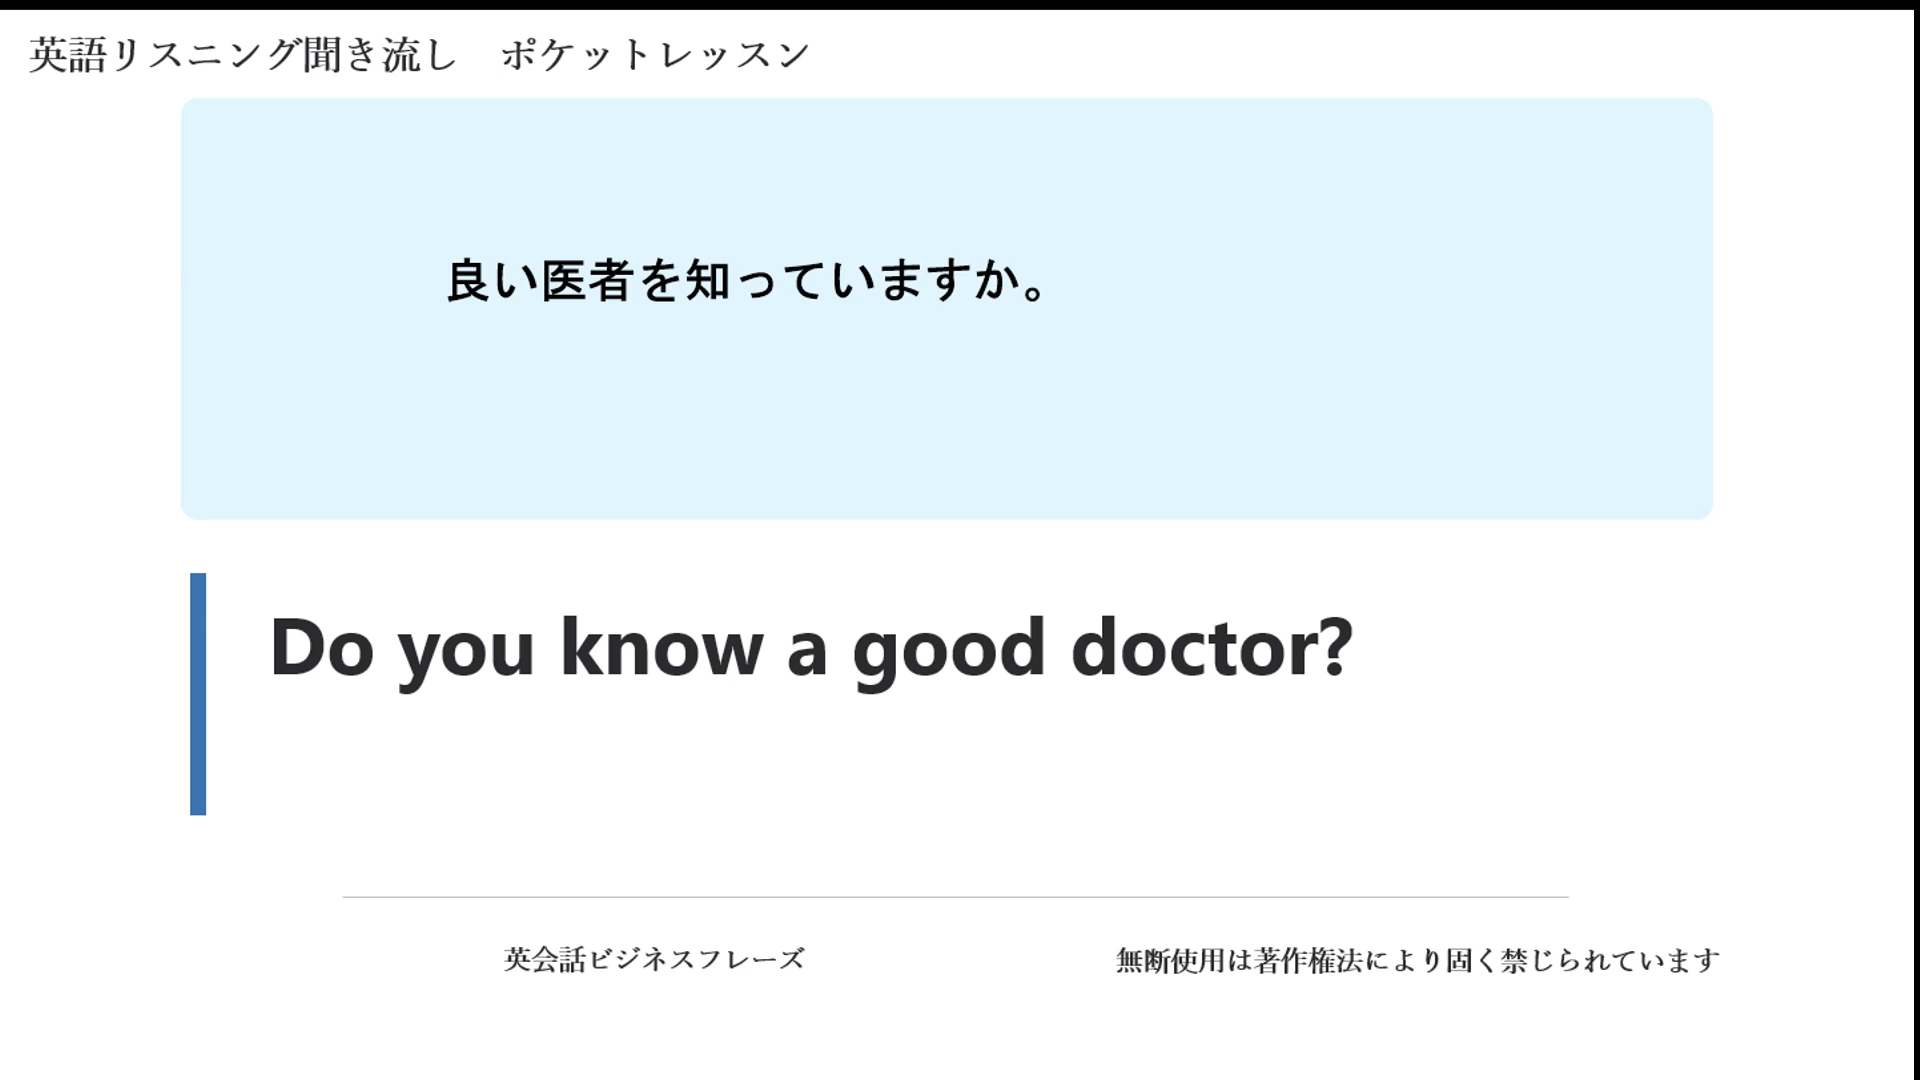 英語リスニング聞き流し　ポケットレッスン
良い医者を知っていますか。
Do you know a good doctor?
英会話ビジネスフレーズ
無断使用は著作権法により固く禁じられています